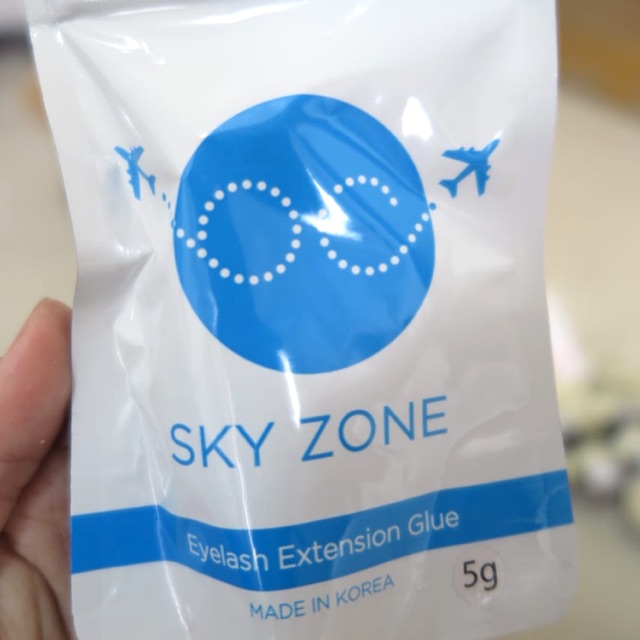 SKY ZONE
Eyelash Extension Glue
5g
MADE IN KOREA